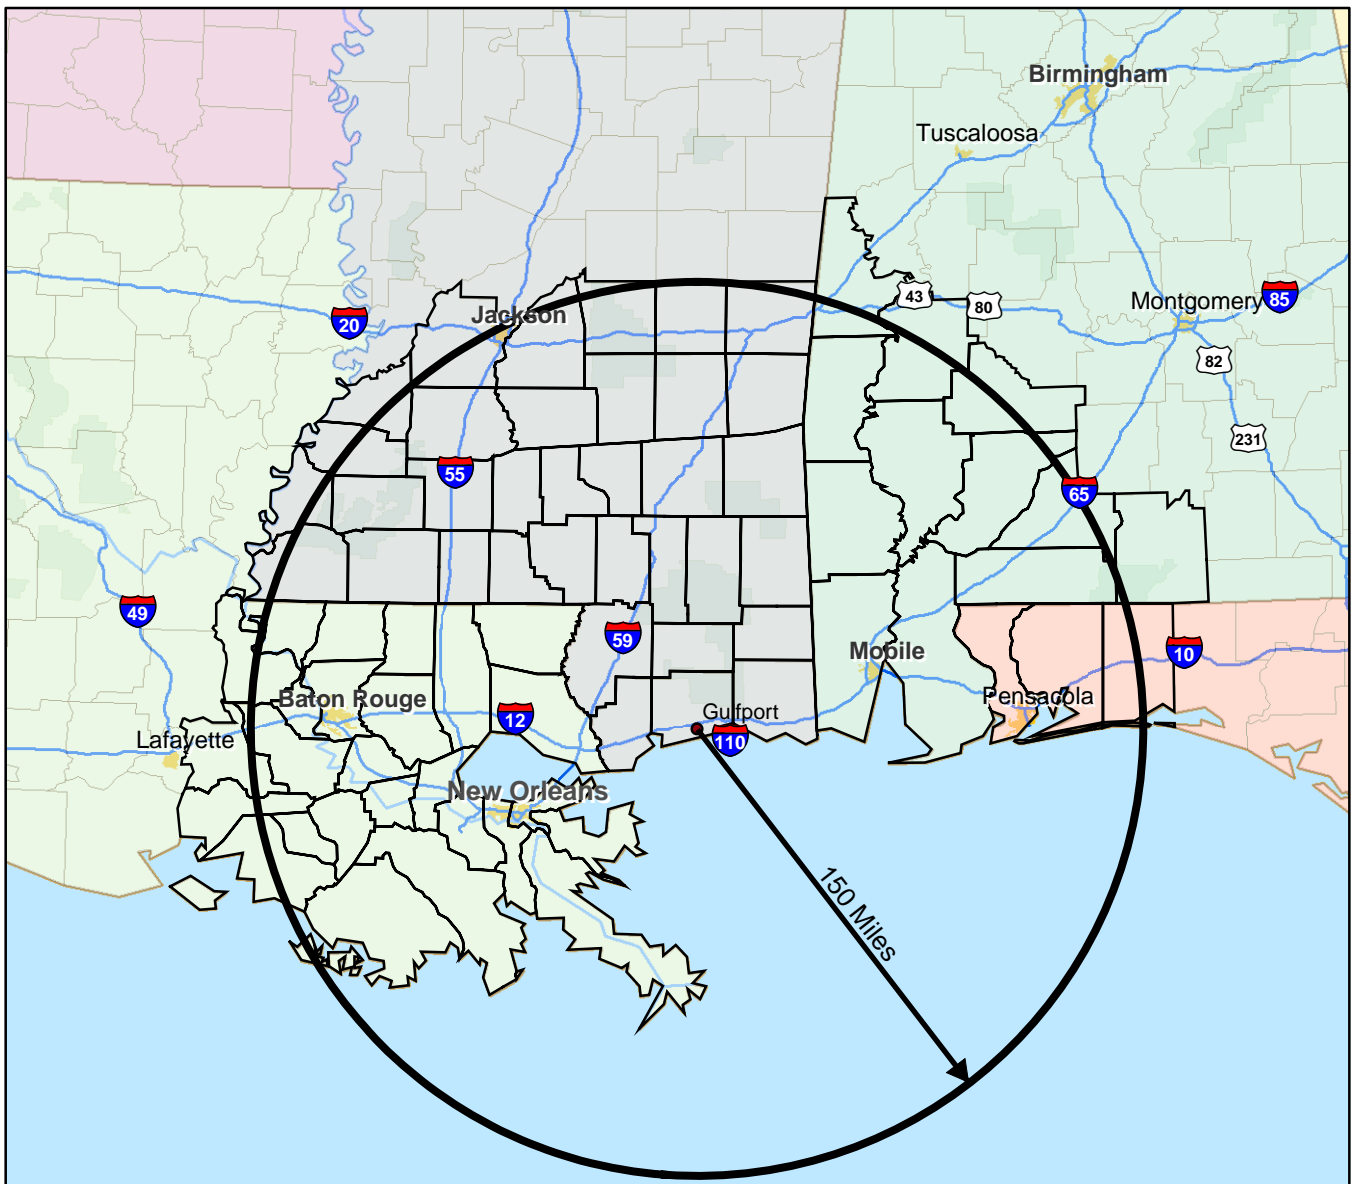 Birmingham
Tuscaloosa
43
80
Montgomery
85
20
Jackson
82
231
55
65
49
59
Mobile
10
Baton Rouge
Pensacola
12
Gulfport
110
Lafayette
New Orleans
150 Miles